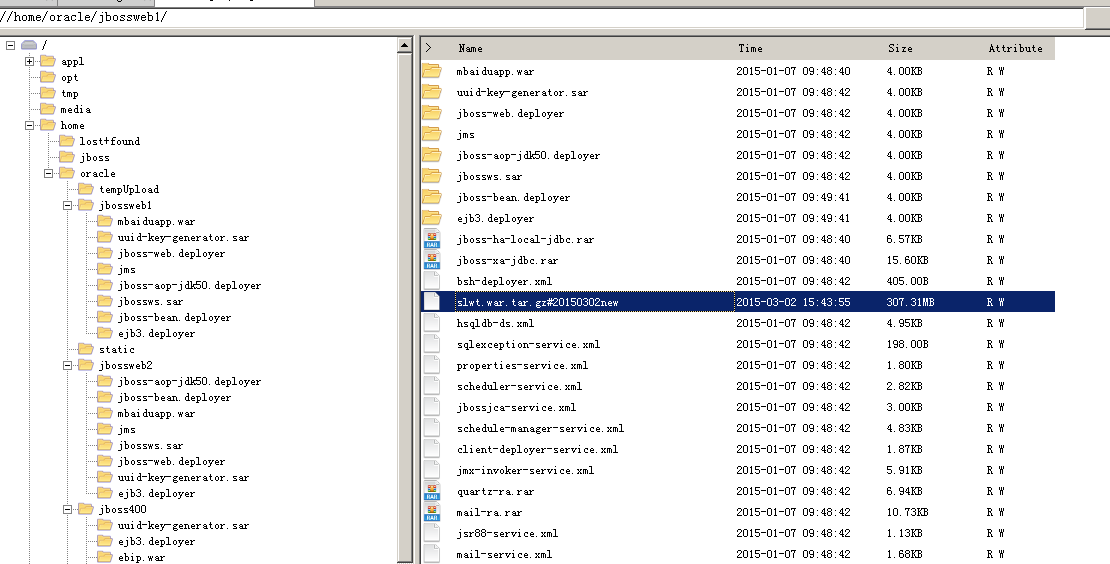 //home/oracle/jbossweb1/
/
appl
opt
tmp
media
home
lost+found
jboss
oracle
tempUpload
jbossweb1
mbaiduapp.war
uuid-key-generator.sar
jboss-web.deployer
jms
jboss-aop-jdk50.deployer
jbossws.sar
jboss-bean.deployer
ejb3.deployer
static
jbossweb2
jboss-aop-jdk50.deployer
jboss-bean.deployer
mbaiduapp.war
jms
jbossws.sar
jboss-web.deployer
uuid-key-generator.sar
ejb3.deployer
jboss400
uuid-key-generator.sar
ejb3.deployer
ebip.war
Name Time Size Attribute
mbaiduapp.war 2015-01-07 09:48:40 4.00KB R W
uuid-key-generator.sar 2015-01-07 09:48:42 4.00KB R W
jboss-web.deployer 2015-01-07 09:48:42 4.00KB R W
jms 2015-01-07 09:48:42 4.00KB R W
jboss-aop-jdk50.deployer 2015-01-07 09:48:42 4.00KB R W
jbossws.sar 2015-01-07 09:48:42 4.00KB R W
jboss-bean.deployer 2015-01-07 09:49:41 4.00KB R W
ejb3.deployer 2015-01-07 09:49:41 4.00KB R W
RAR jboss-ha-local-jdbc.rar 2015-01-07 09:48:40 6.57KB R W
RAR jboss-xa-jdbc.rar 2015-01-07 09:48:40 15.60KB R W
bsh-deployer.xml 2015-01-07 09:48:42 405.00B R W
slwt.war.tar.gz#20150302new 2015-03-02 15:43:55 307.31MB R W
hsqldb-ds.xml 2015-01-07 09:48:42 4.95KB R W
sqlexception-service.xml 2015-01-07 09:48:42 198.00B R W
properties-service.xml 2015-01-07 09:48:42 1.80KB R W
scheduler-service.xml 2015-01-07 09:48:42 2.82KB R W
jbossjca-service.xml 2015-01-07 09:48:42 3.00KB R W
schedule-manager-service.xml 2015-01-07 09:48:42 4.83KB R W
client-deployer-service.xml 2015-01-07 09:48:42 1.87KB R W
jmx-invoker-service.xml 2015-01-07 09:48:42 5.91KB R W
RAR quartz-ra.rar 2015-01-07 09:48:42 6.94KB R W
RAR mail-ra.rar 2015-01-07 09:48:42 10.73KB R W
jsr88-service.xml 2015-01-07 09:48:42 1.13KB R W
mail-service.xml 2015-01-07 09:48:42 1.68KB R W